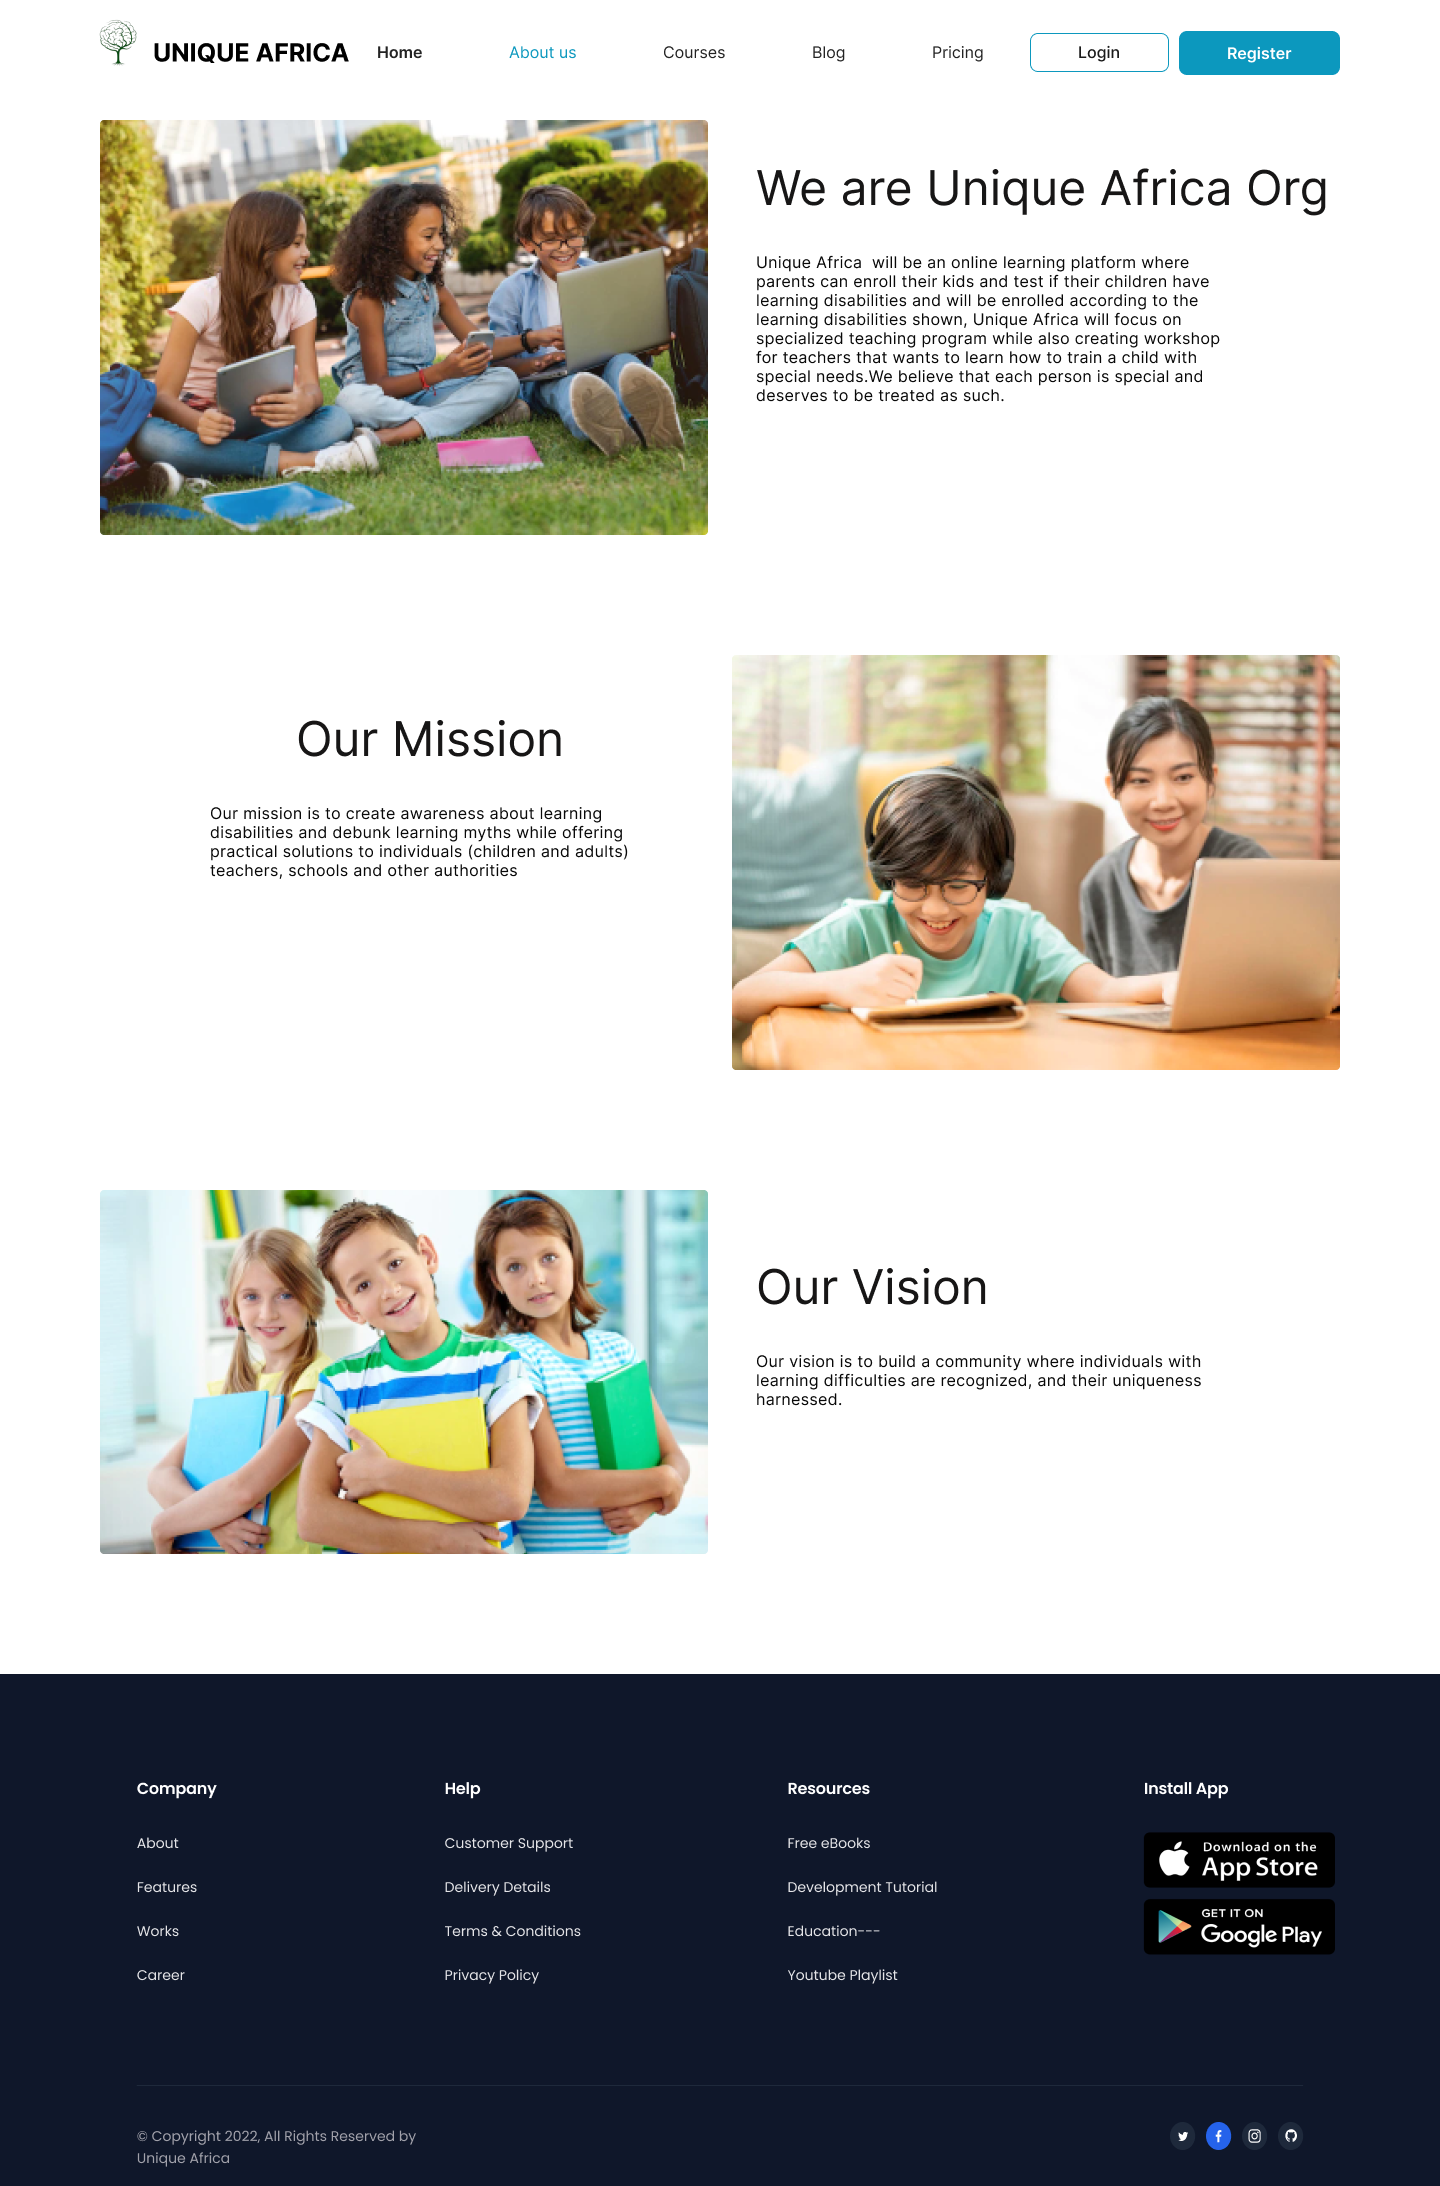 UNIQUE AFRICA Home About us Courses Blog Pricing Login Register
We are Unique Africa Org
Unique Africa  will be an online learning platform where
parents can enroll their kids and test if their children have
learning disabilities and will be enrolled according to the
learning disabilities shown, Unique Africa will focus on
specialized teaching program while also creating workshop
for teachers that wants to learn how to train a child with
special needs.We believe that each person is special and
deserves to be treated as such.
Our Mission
Our mission is to create awareness about learning
disabilities and debunk learning myths while offering
practical solutions to individuals (children and adults)
teachers, schools and other authorities
Our Vision
Our vision is to build a community where individuals with
learning difficulties are recognized, and their uniqueness
harnessed.
Company
About
Features
Works
Career
Help
Customer Support
Delivery Details
Terms & Conditions
Privacy Policy
Resources
Free eBooks
Development Tutorial
Education---
Youtube Playlist
Install App
Download on the
App Store
GET IT ON
Google Play
© Copyright 2022, All Rights Reserved by
Unique Africa